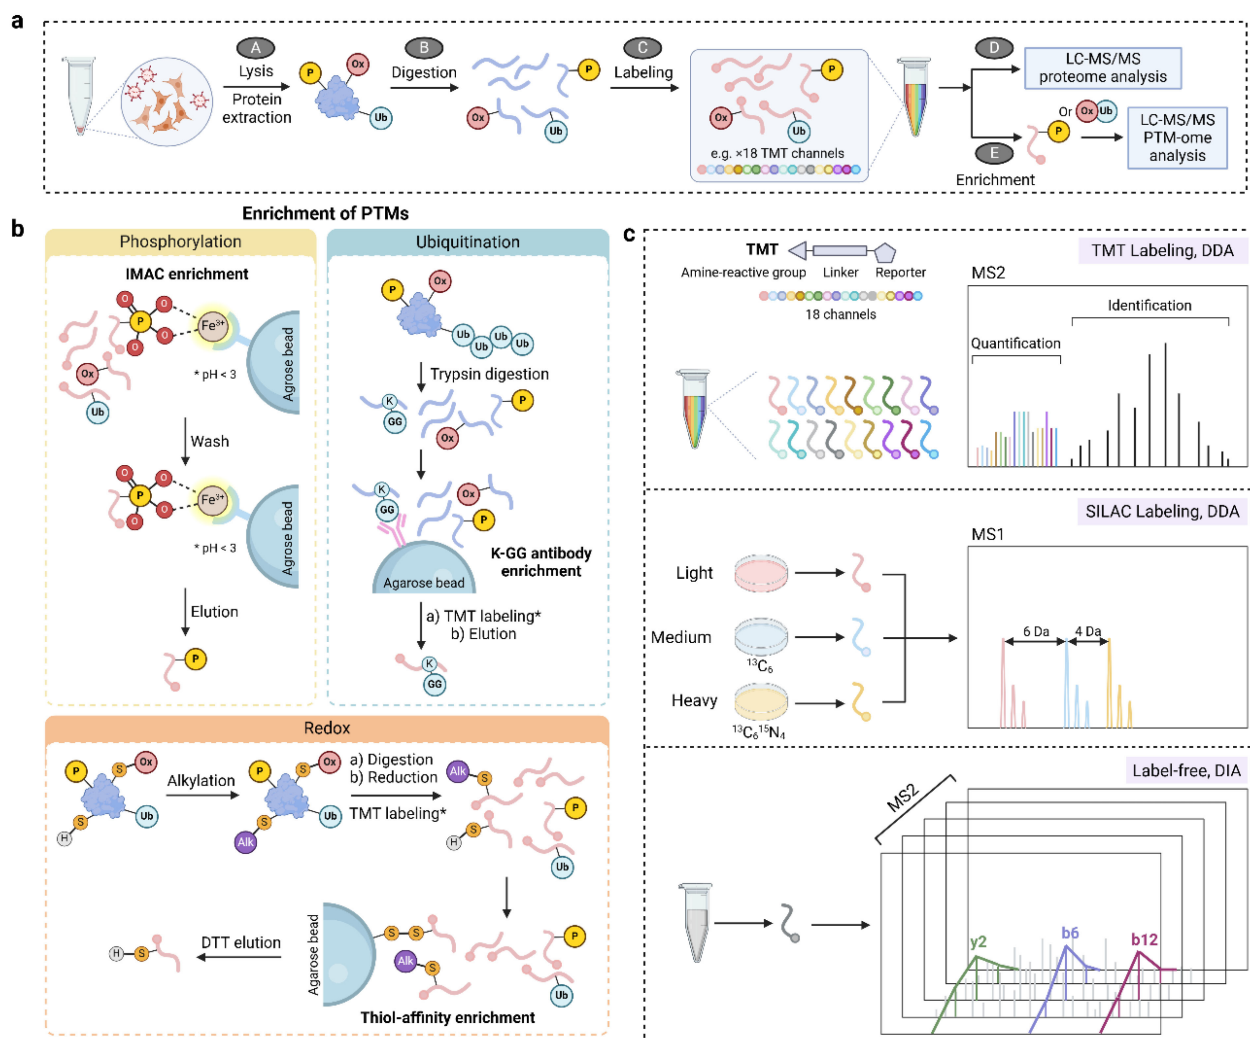 a
A
B
C
D
Lysis
Protein
extraction
P
Ox
Ub
Digestion
P
Ox
Ub
Labeling
P
Ox
Ub
e.g. ×18 TMT channels
LC-MS/MS
proteome analysis
Or Ox Ub
P
E
Enrichment
LC-MS/MS
PTM-ome
analysis
b
Enrichment of PTMs
Phosphorylation
IMAC enrichment
O
O
P
O
O
Fe3+
* pH < 3
Agrose bead
Ox
Ub
Wash
O
O
P
O
O
Fe3+
* pH < 3
Agrose bead
Elution
P
Ubiquitination
P
Ox
Ub
Ub
Ub
Ub
Trypsin digestion
K
GG
P
Ox
K
GG
Ox
P
K-GG antibody
enrichment
Agarose bead
a) TMT labeling*
b) Elution
K
GG
Redox
P
S
Ox
Ub
S
H
Alkylation
P
S
Ox
Ub
S
Alk
a) Digestion
b) Reduction
TMT labeling*
Alk
S
P
H
S
Ub
Agarose bead
S
S
Alk
S
P
Ub
DTT elution
H
S
Thiol-affinity enrichment
c
TMT Labeling, DDA
TMT
Amine-reactive group
Linker
Reporter
18 channels
MS2
Identification
Quantification
SILAC Labeling, DDA
MS1
Light
Medium
13C6
Heavy
13C615N4
6 Da
4 Da
Label-free, DIA
MS2
y2
b6
b12